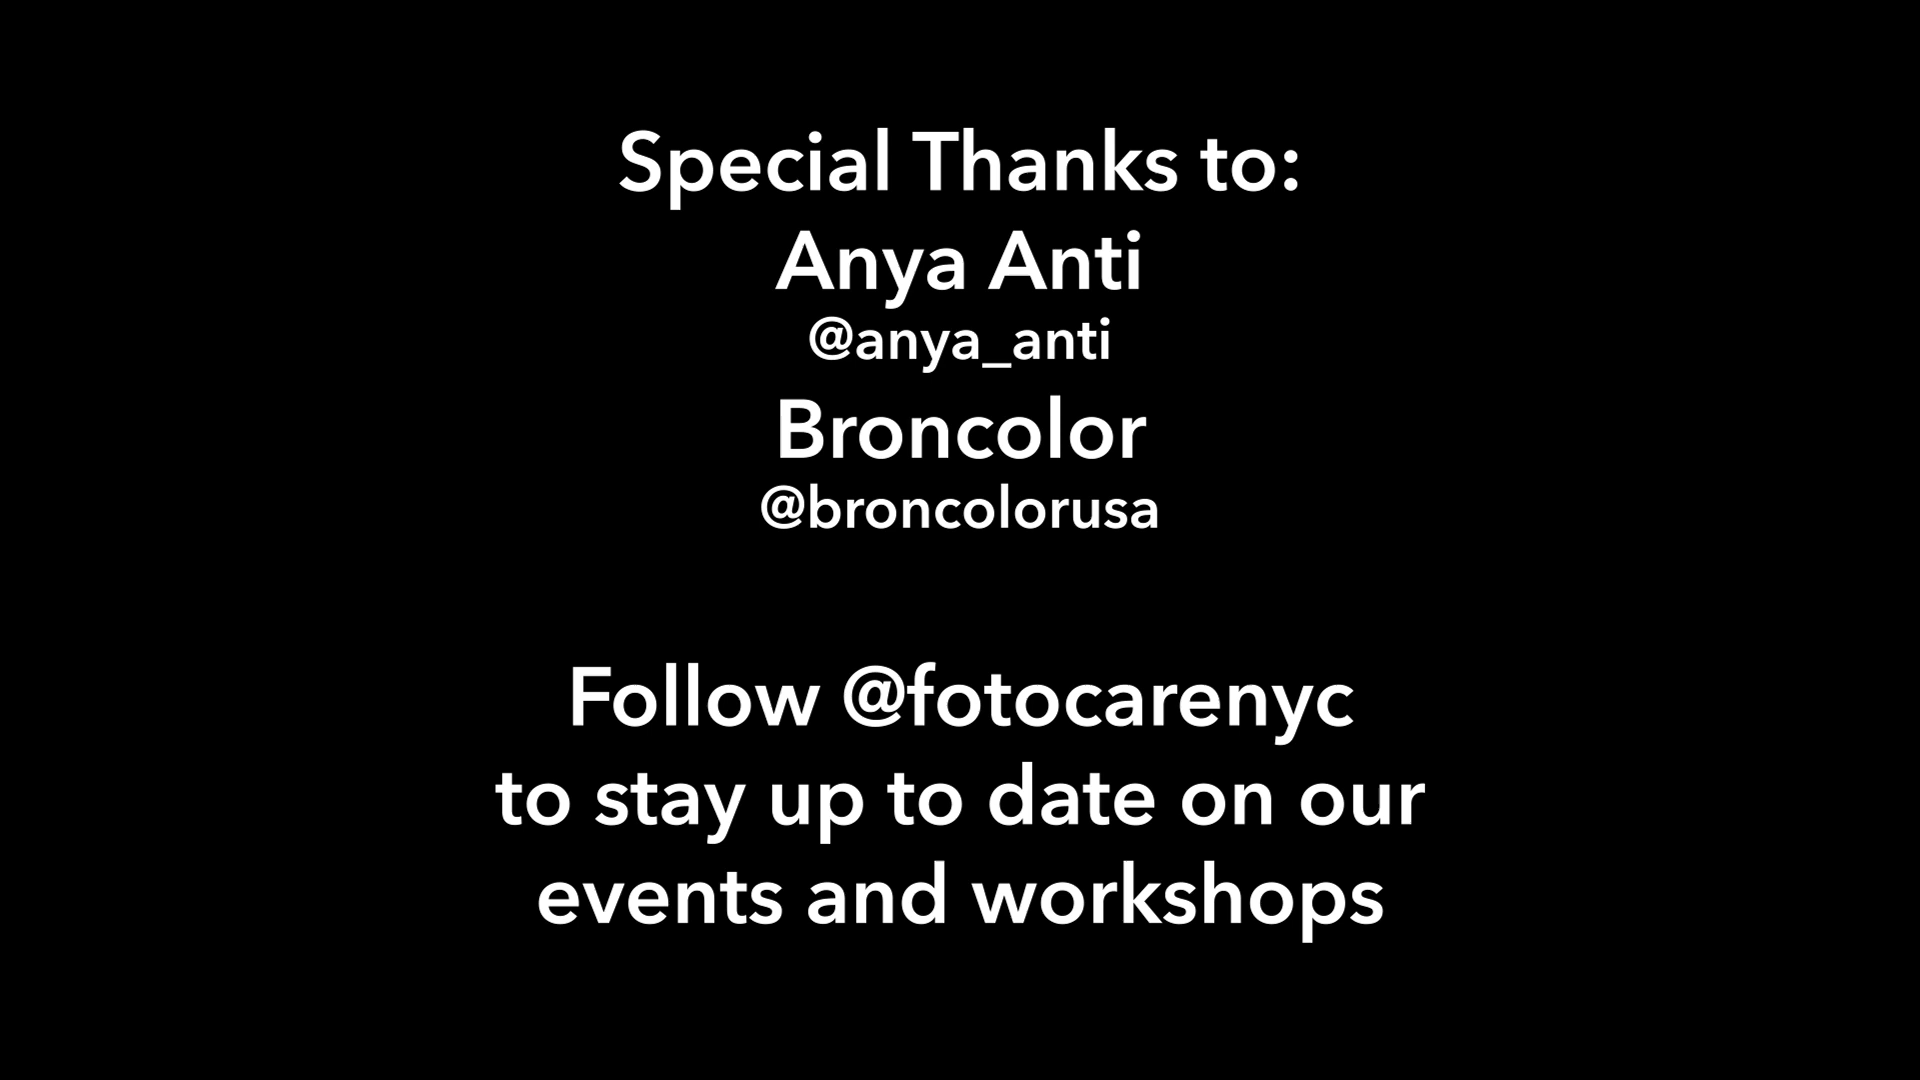 Special Thanks to:
Anya Anti
@anya_anti
Broncolor
@broncolorusa
Follow @fotocarenyc
to stay up to date on our
events and workshops